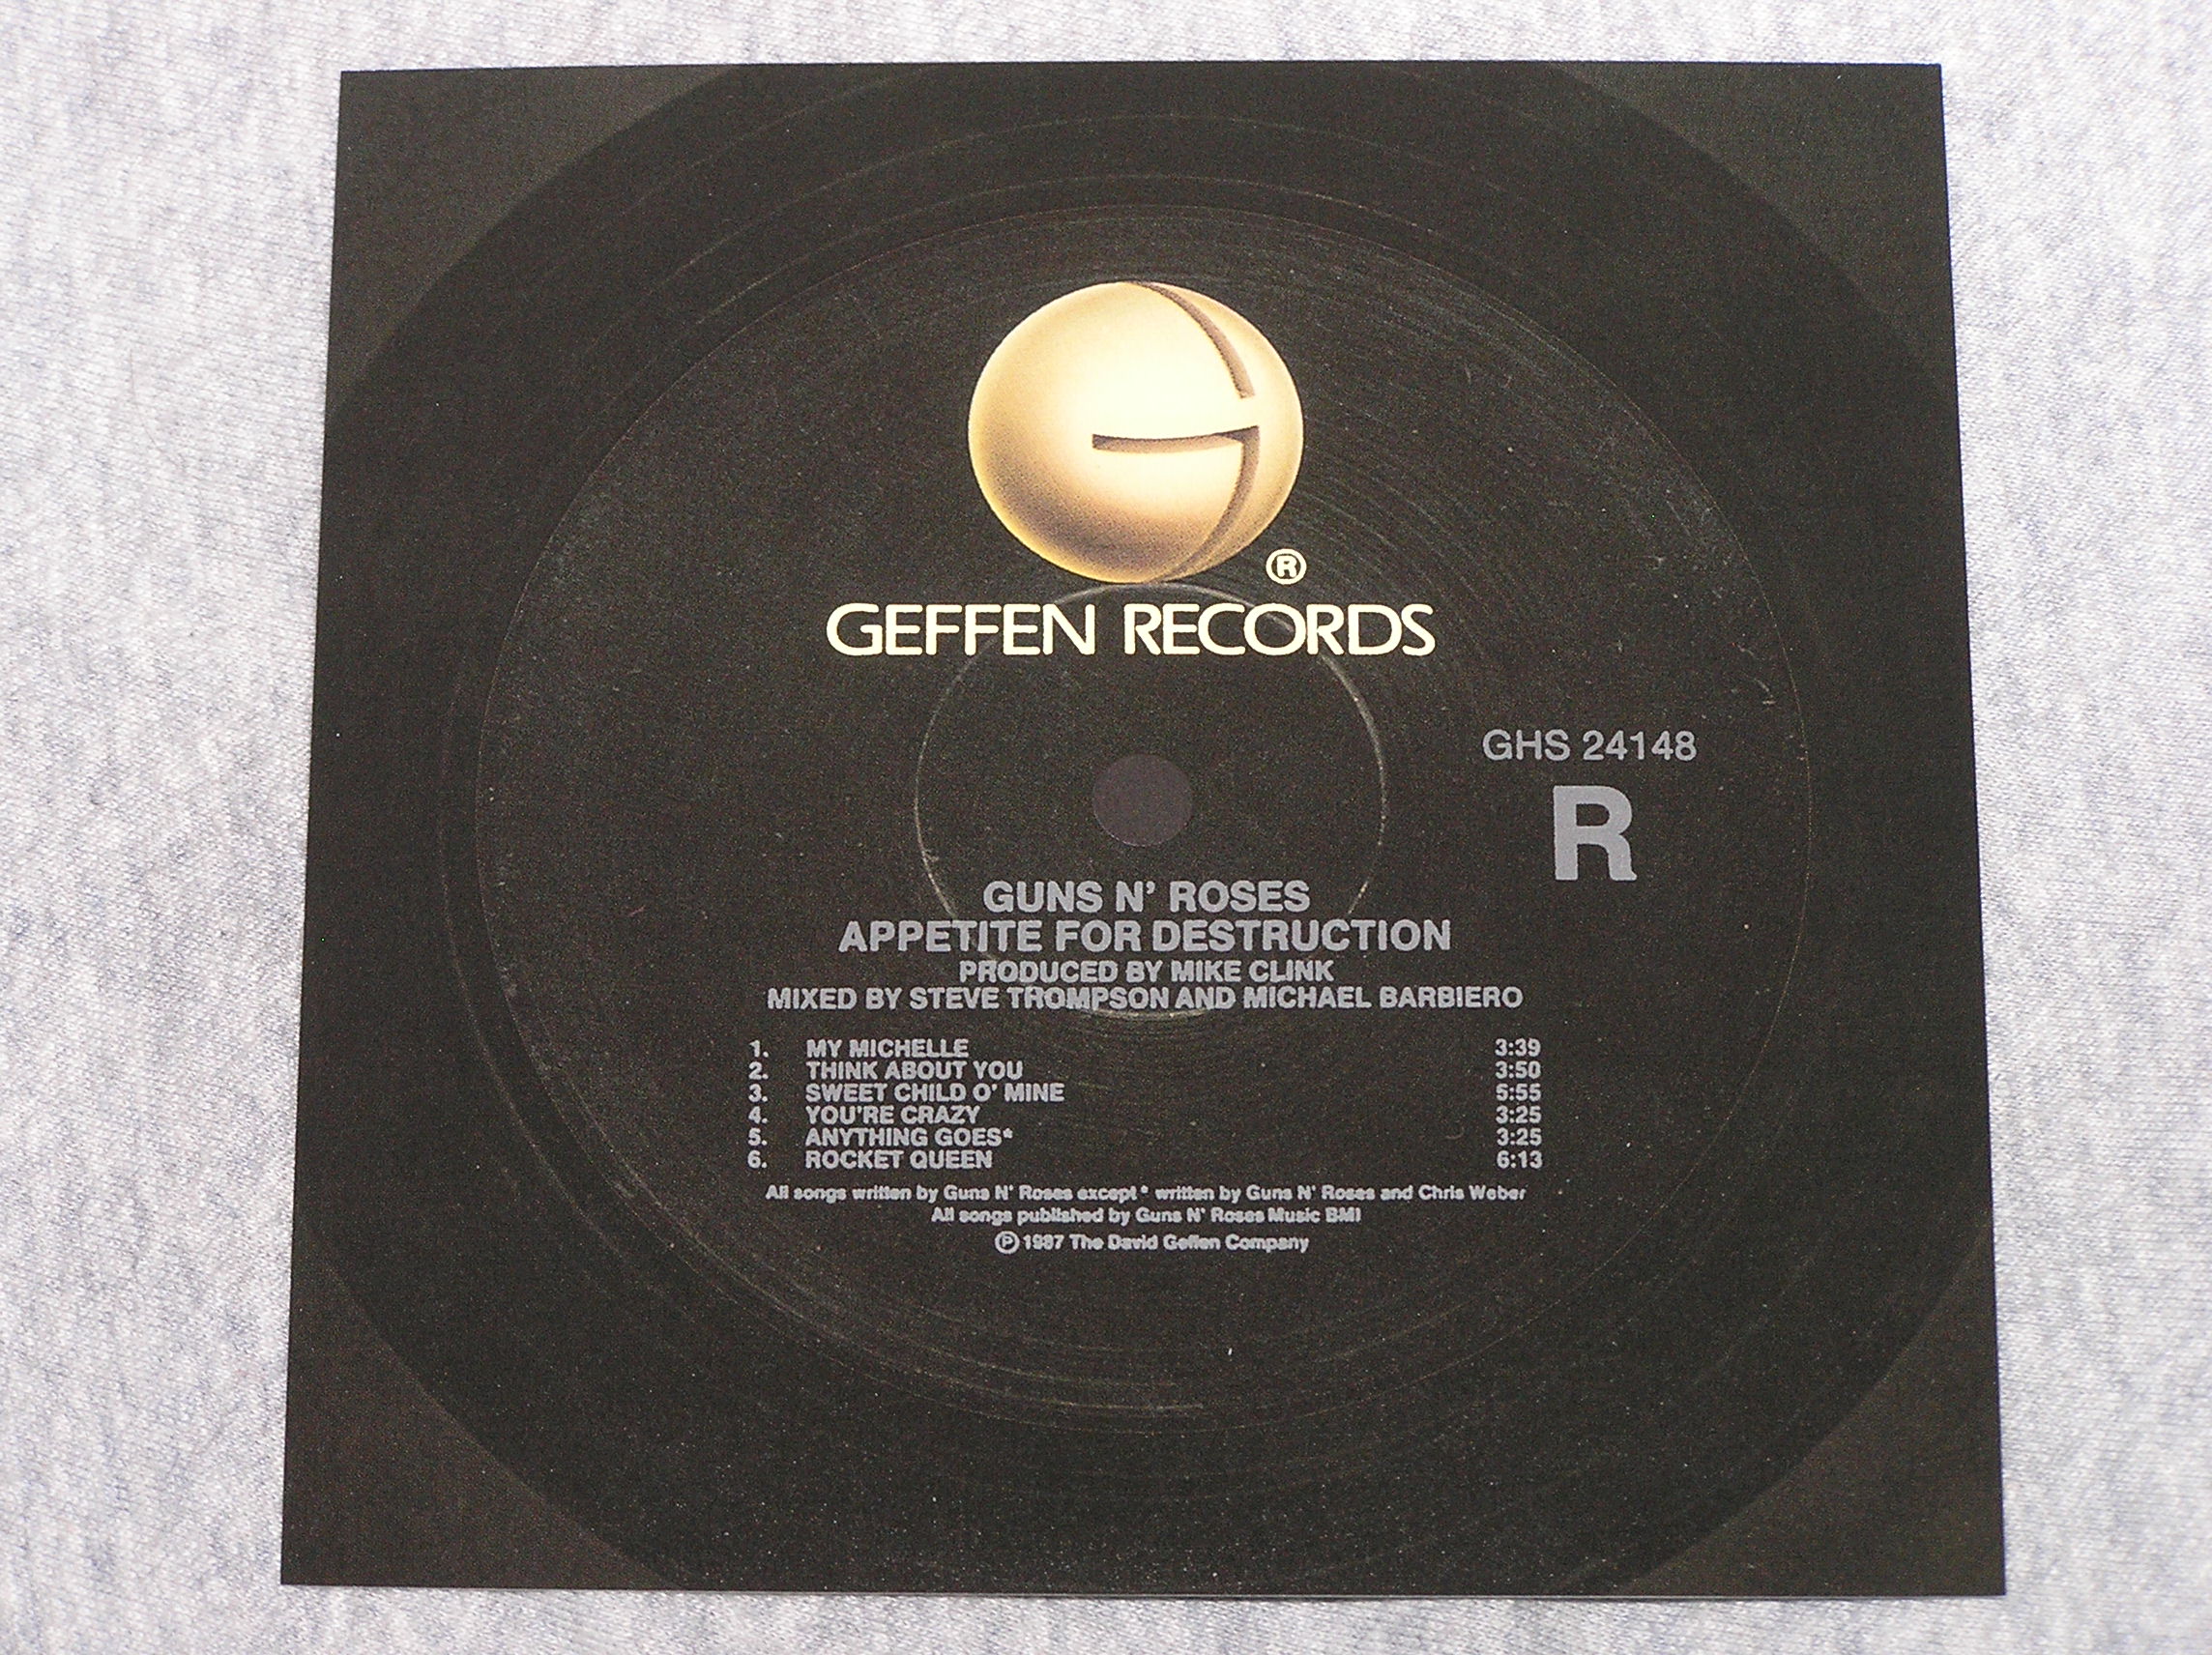 ®
GEFFEN RECORDS
GHS 24148
R
GUNS N' ROSES
APPETITE FOR DESTRUCTION
PRODUCED BY MIKE CLINK
MIXED BY STEVE THOMPSON AND MICHAEL BARBIERO
1. MY MICHELLE 3:39
2. THINK ABOUT YOU 3:50
3. SWEET CHILD O' MINE 5:55
4. YOU'RE CRAZY 3:25
5. ANYTHING GOES* 3:25
6. ROCKET QUEEN 6:13
All songs written by Guns N' Roses except * written by Guns N' Roses and Chris Weber
All songs published by Guns N' Roses Music BMI
℗ 1987 The David Geffen Company